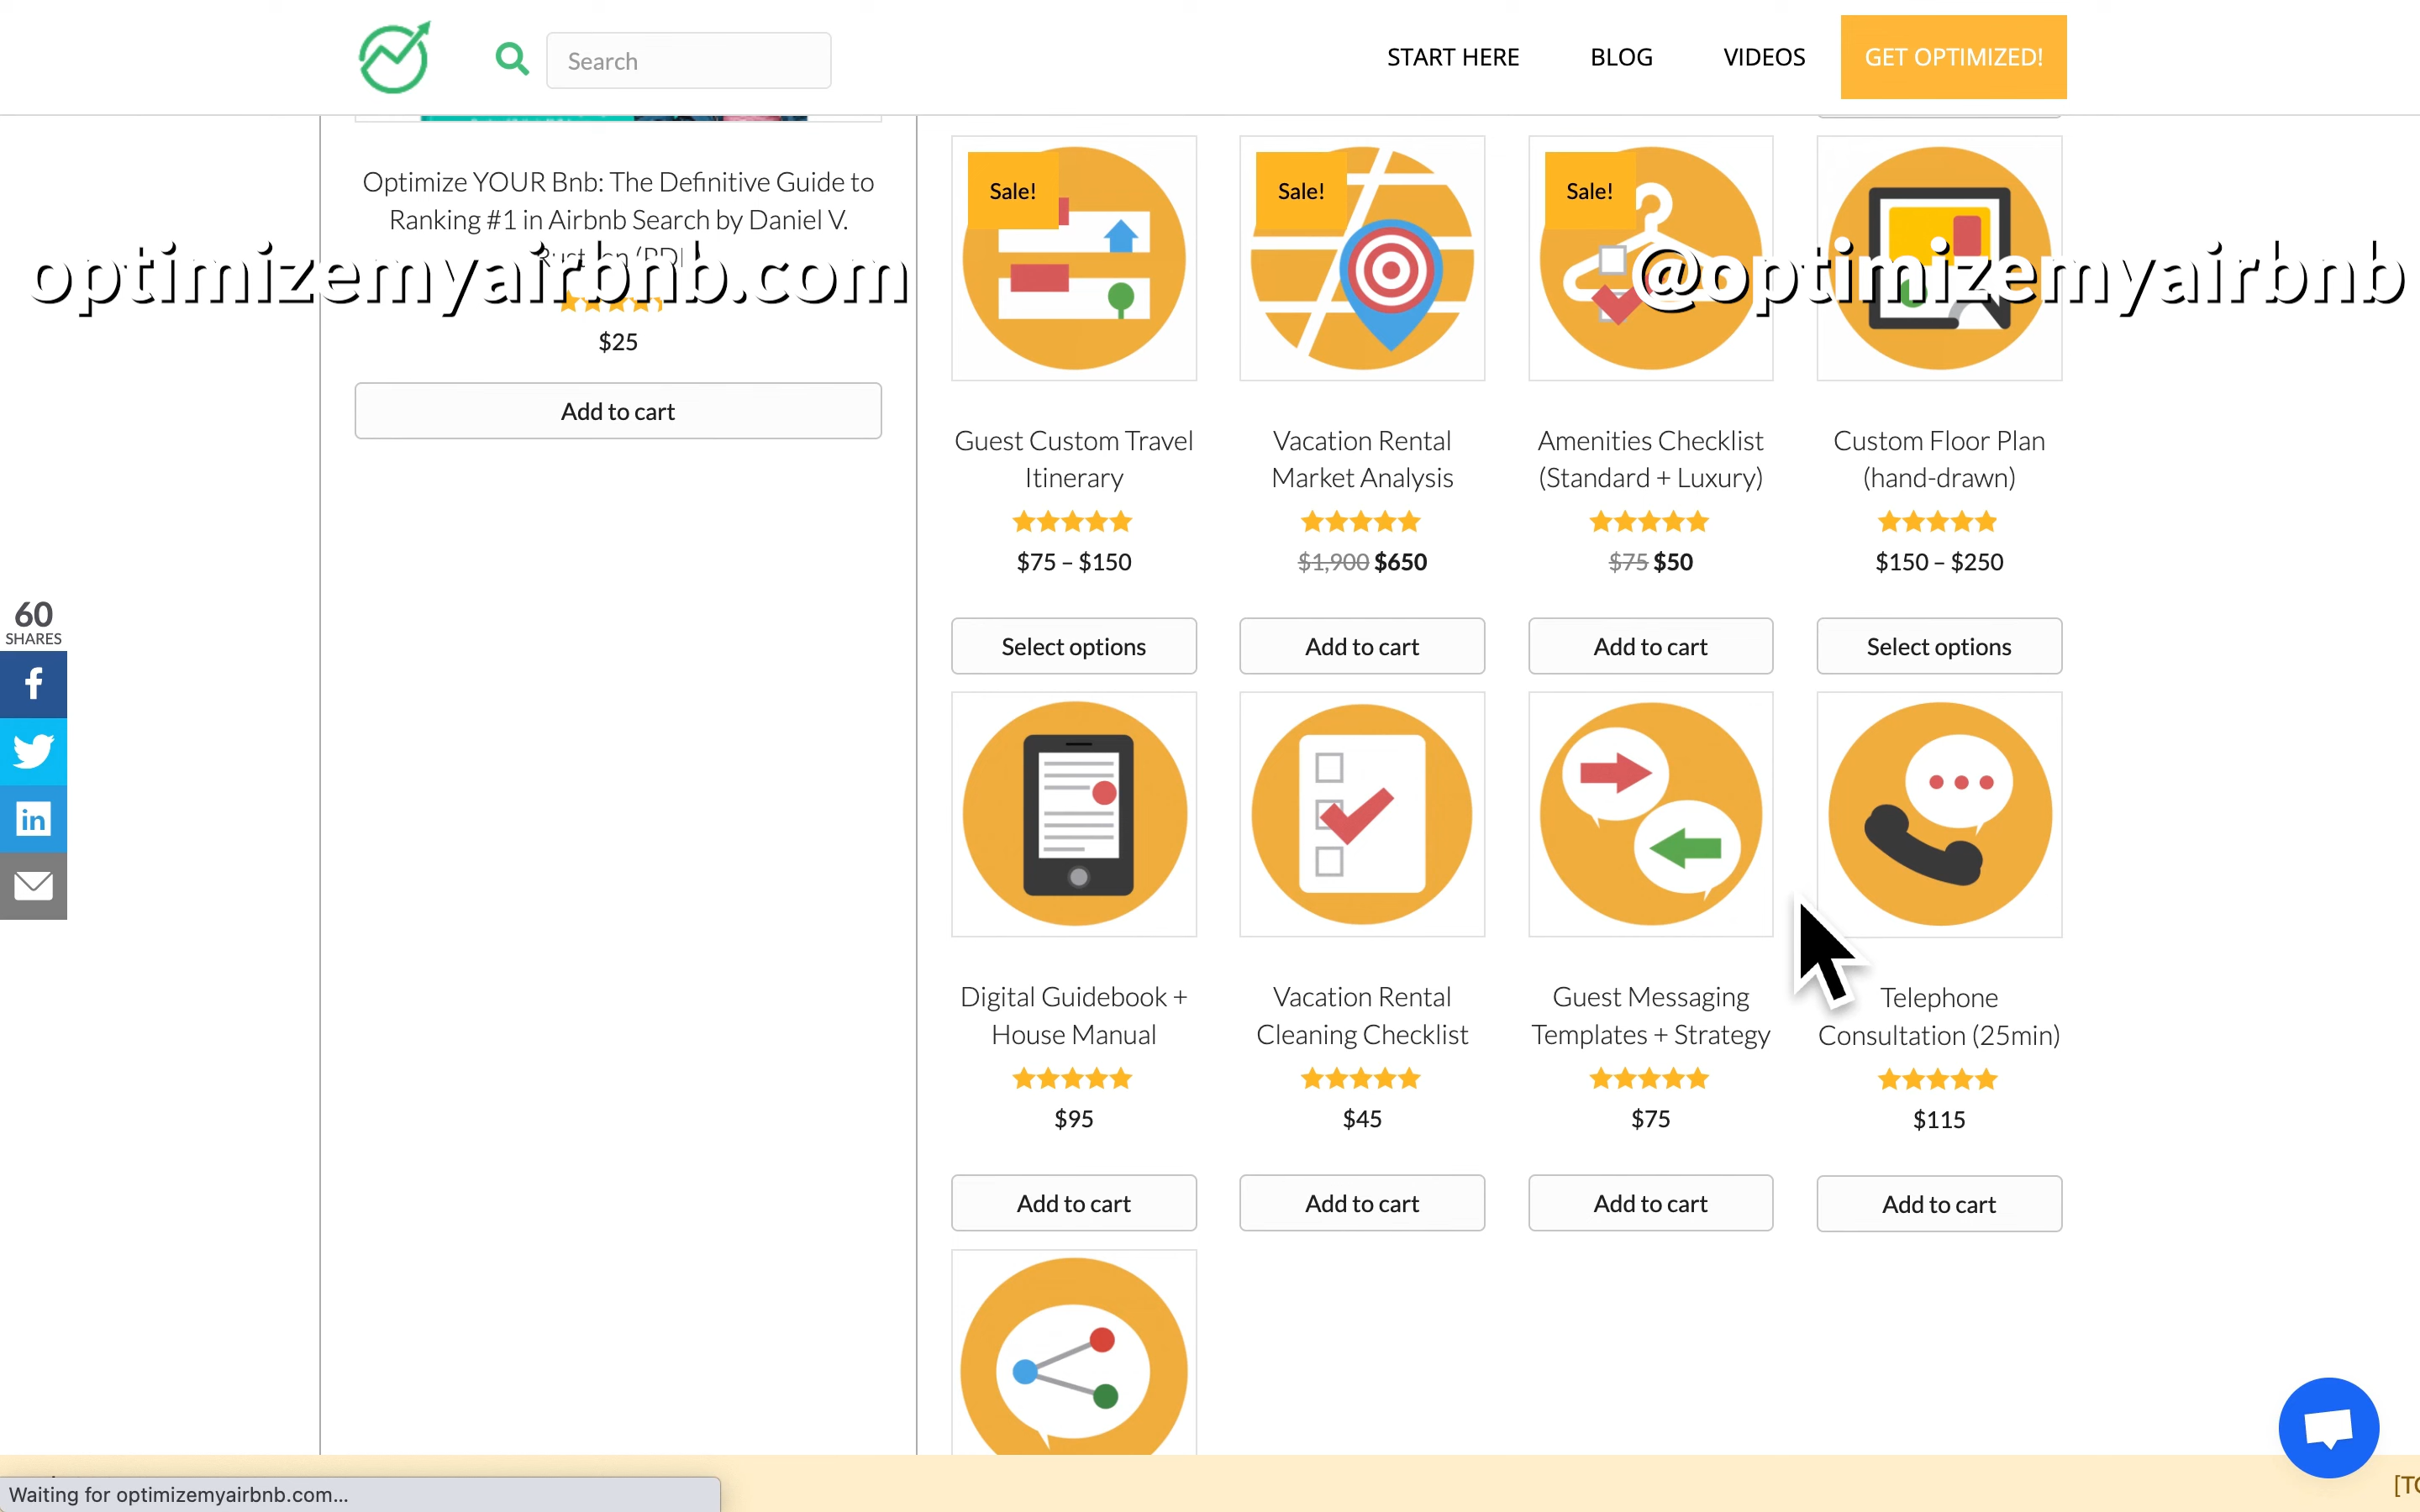 Search
START HERE
BLOG
VIDEOS
GET OPTIMIZED!
Optimize YOUR Bnb: The Definitive Guide to
Ranking #1 in Airbnb Search by Daniel V.
optimizemyairbnb.com
$25
Add to cart
@optimizemyairbnb
Sale!
Sale!
Sale!
Guest Custom Travel
Itinerary
$75 – $150
Select options
Vacation Rental
Market Analysis
$1,900 $650
Add to cart
Amenities Checklist
(Standard + Luxury)
$75 $50
Add to cart
Custom Floor Plan
(hand-drawn)
$150 – $250
Select options
60
SHARES
f
in
Digital Guidebook +
House Manual
$95
Add to cart
Vacation Rental
Cleaning Checklist
$45
Add to cart
Guest Messaging
Templates + Strategy
$75
Add to cart
Telephone
Consultation (25min)
$115
Add to cart
Waiting for optimizemyairbnb.com...